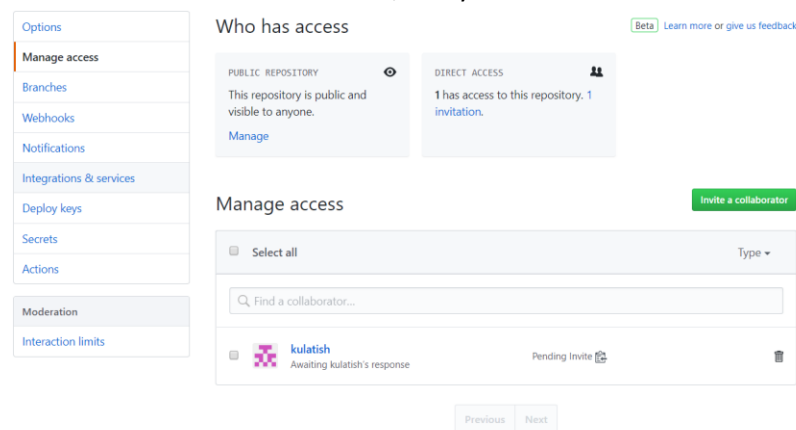 Options
Manage access
Branches
Webhooks
Notifications
Integrations & services
Deploy keys
Secrets
Actions
Moderation
Interaction limits
Who has access
Beta Learn more or give us feedback
PUBLIC REPOSITORY
This repository is public and
visible to anyone.
Manage
DIRECT ACCESS
1 has access to this repository. 1
invitation.
Manage access
Invite a collaborator
Select all
Type
Find a collaborator...
kulatish
Awaiting kulatish's response
Pending Invite
Previous Next